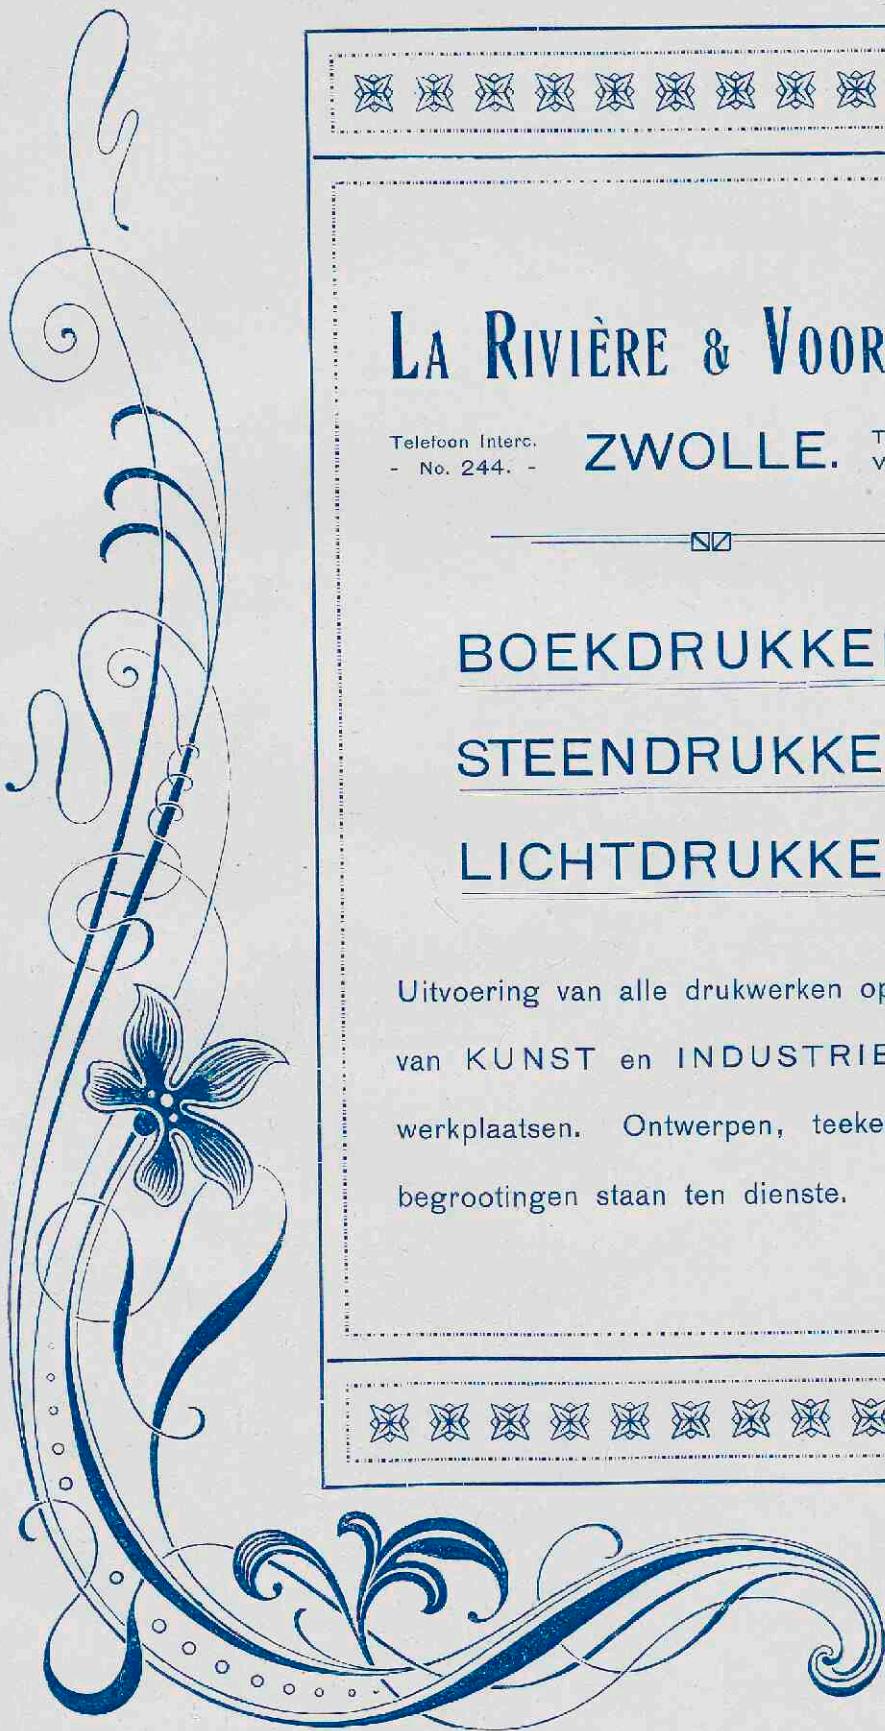 LA RIVIÈRE & VOOR
Telefoon Interc.
- No. 244. -
ZWOLLE.
BOEKDRUKKE
STEENDRUKKE
LICHTDRUKKE
Uitvoering van alle drukwerken op
van KUNST en INDUSTRIE
werkplaatsen. Ontwerpen, teeke
begrootingen staan ten dienste.